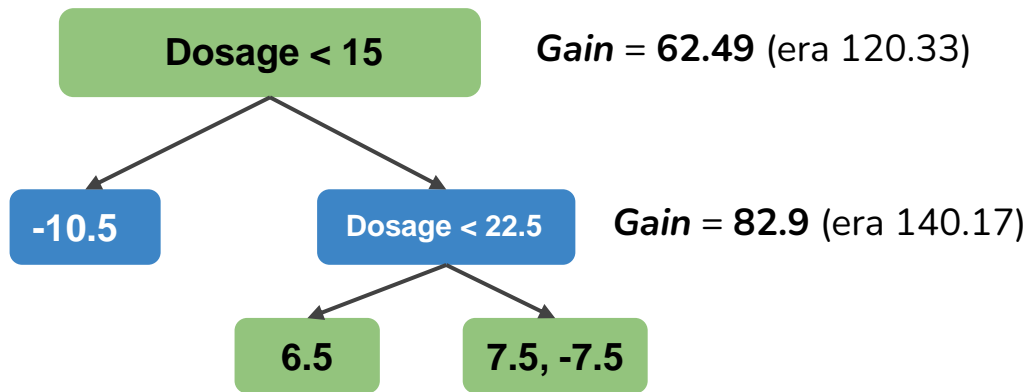 Dosage < 15
Gain = 62.49 (era 120.33)
-10.5
Dosage < 22.5
Gain = 82.9 (era 140.17)
6.5
7.5, -7.5